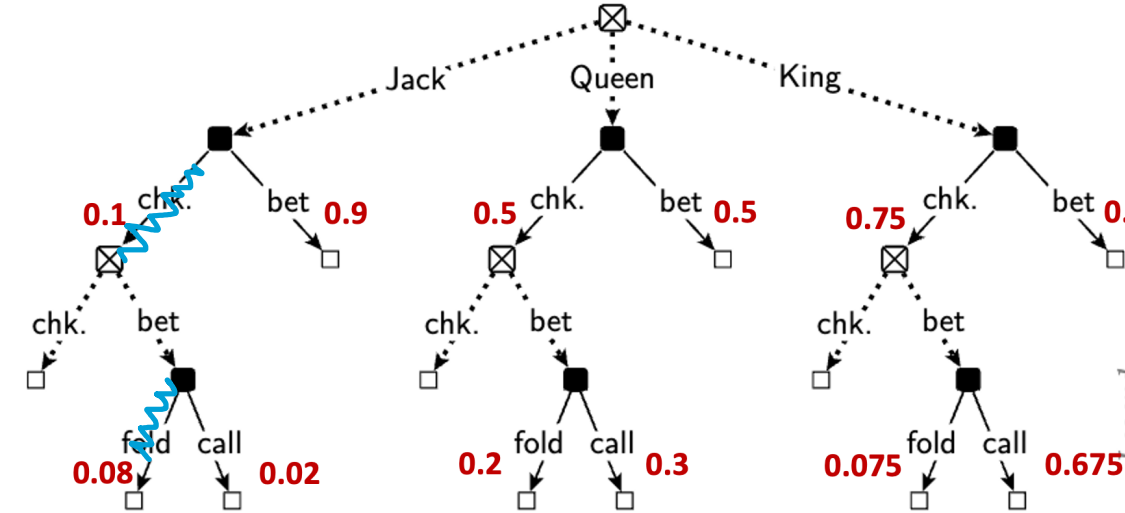 Jack Queen King
chk. bet chk. bet chk. bet
0.1 0.9 0.5 0.5 0.75 0.
chk. bet chk. bet chk. bet
fold call fold call fold call
0.08 0.02 0.2 0.3 0.075 0.675